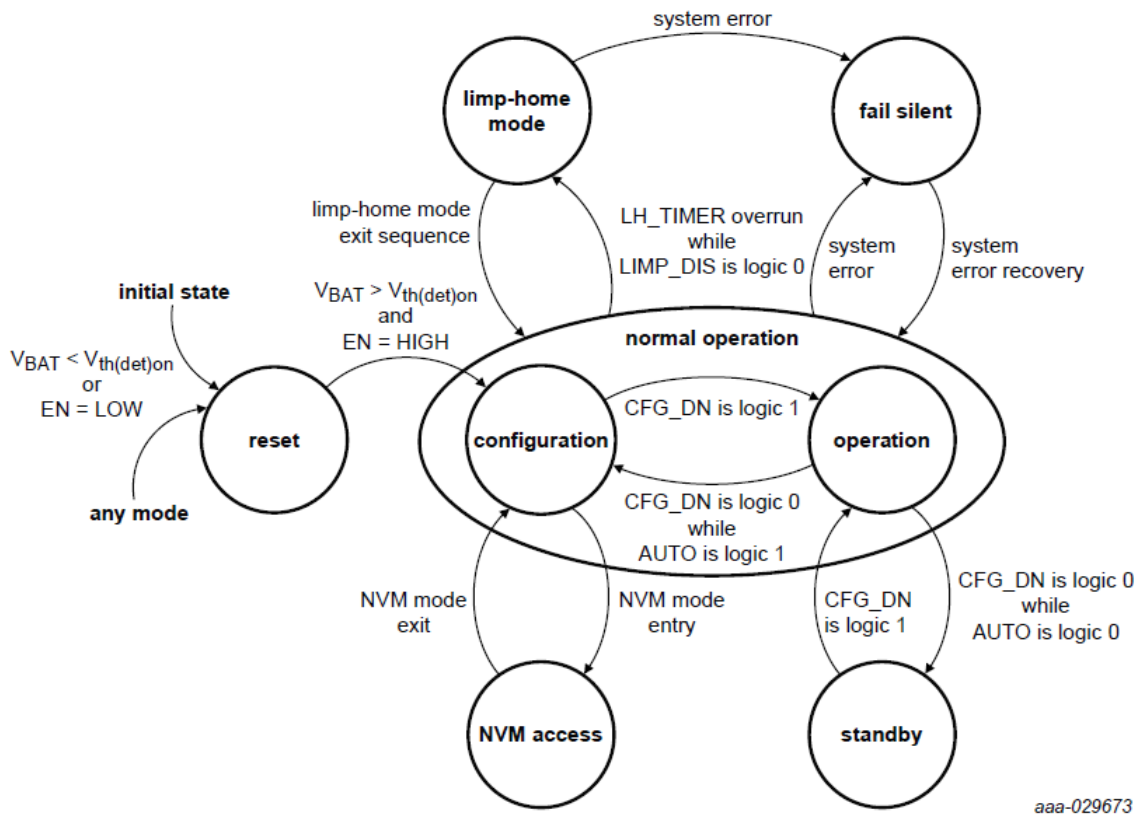 system error
limp-home
mode
fail silent
limp-home mode
exit sequence
LH_TIMER overrun
while
LIMP_DIS is logic 0
system
error
system
error recovery
initial state
VBAT > Vth(det)on
and
EN = HIGH
normal operation
VBAT < Vth(det)on
or
EN = LOW
reset
configuration
CFG_DN is logic 1
operation
any mode
CFG_DN is logic 0
while
AUTO is logic 1
NVM mode
exit
NVM mode
entry
CFG_DN
is logic 1
CFG_DN is logic 0
while
AUTO is logic 0
NVM access
standby
aaa-029673